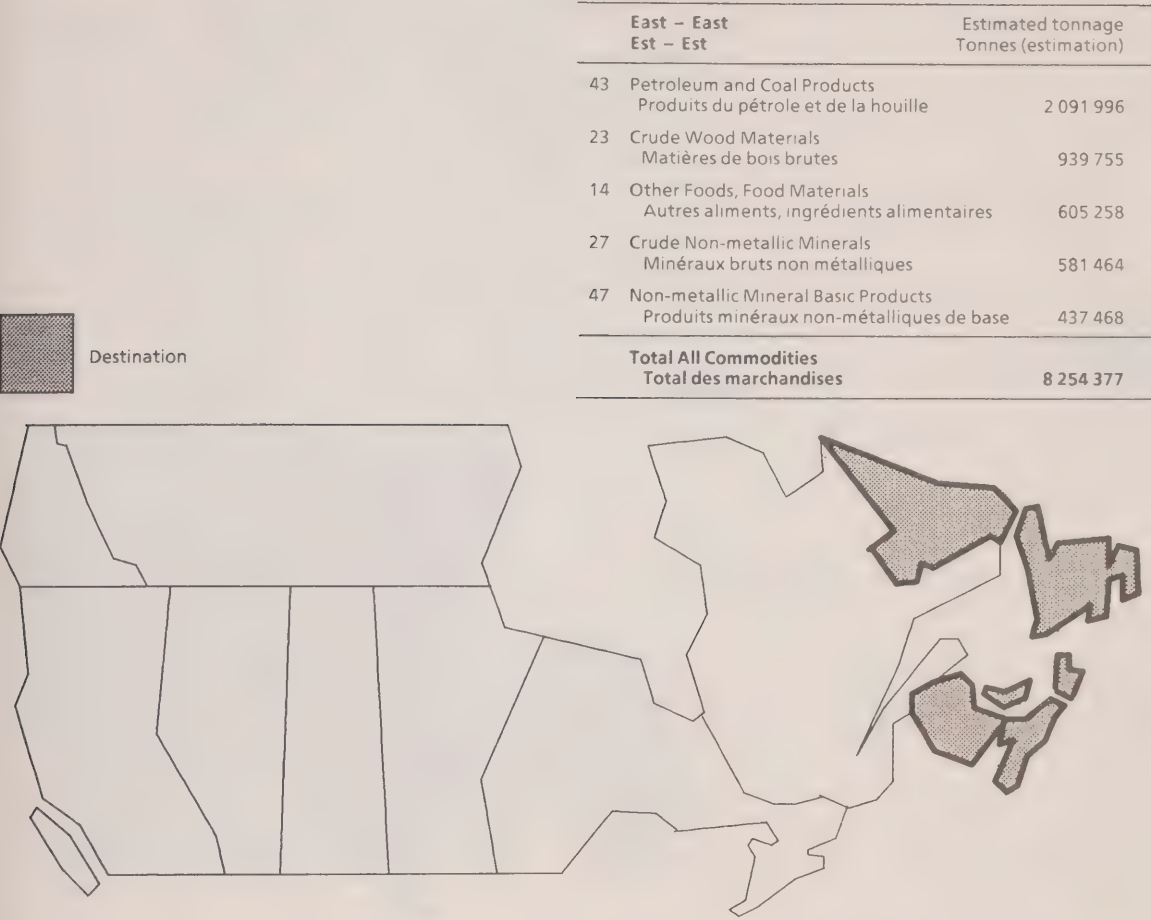 East – East Estimated tonnage
Est – Est Tonnes (estimation)
43 Petroleum and Coal Products
Produits du pétrole et de la houille 2 091 996
23 Crude Wood Materials
Matières de bois brutes 939 755
14 Other Foods, Food Materials
Autres aliments, ingrédients alimentaires 605 258
27 Crude Non-metallic Minerals
Minéraux bruts non métalliques 581 464
47 Non-metallic Mineral Basic Products
Produits minéraux non-métalliques de base 437 468
Destination
Total All Commodities
Total des marchandises 8 254 377